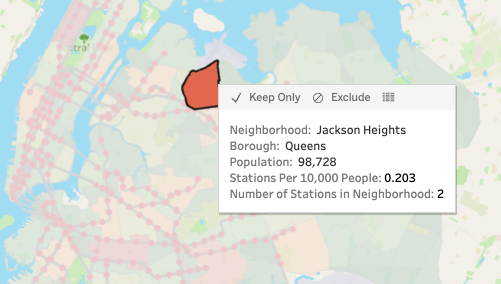 tra
Keep Only Exclude
Neighborhood: Jackson Heights
Borough: Queens
Population: 98,728
Stations Per 10,000 People: 0.203
Number of Stations in Neighborhood: 2